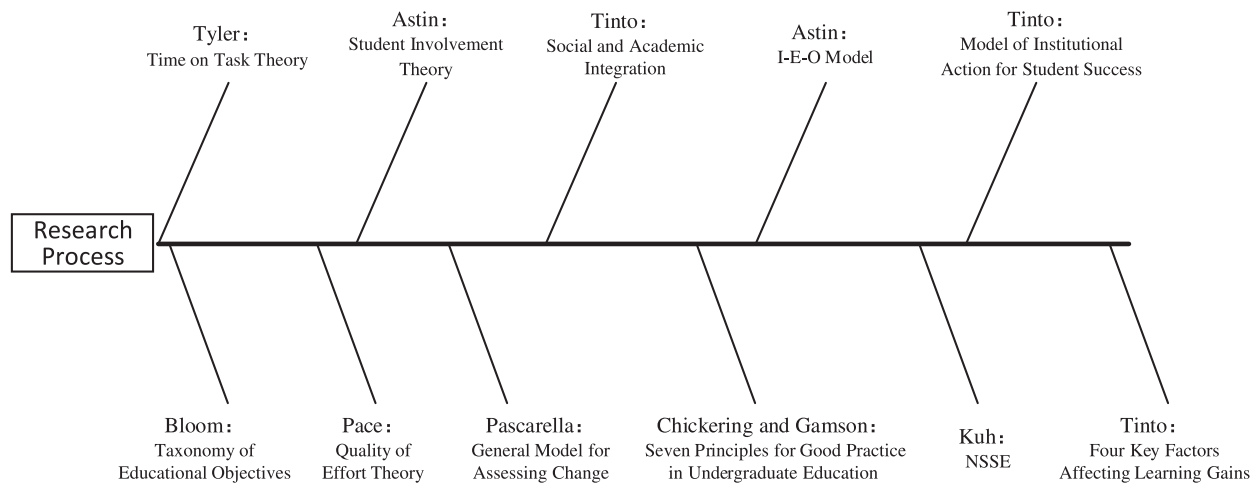 Tyler：
Time on Task Theory
Astin：
Student Involvement
Theory
Tinto：
Social and Academic
Integration
Astin：
I-E-O Model
Tinto：
Model of Institutional
Action for Student Success
Research
Process
Bloom：
Taxonomy of
Educational Objectives
Pace：
Quality of
Effort Theory
Pascarella：
General Model for
Assessing Change
Chickering and Gamson：
Seven Principles for Good Practice
in Undergraduate Education
Kuh：
NSSE
Tinto：
Four Key Factors
Affecting Learning Gains